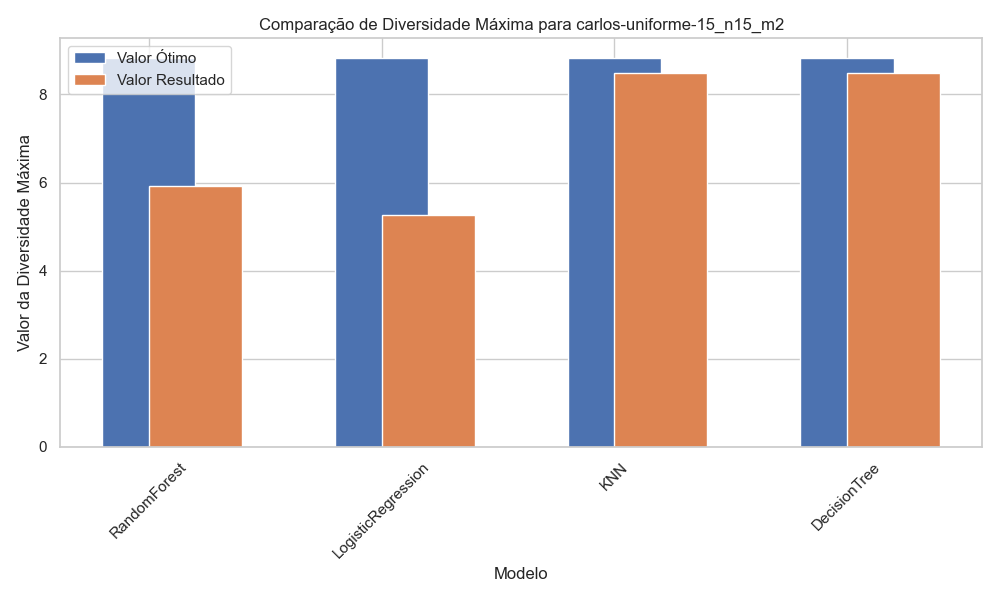 Comparação de Diversidade Máxima para carlos-uniforme-15_n15_m2
Valor Ótimo
Valor Resultado
Valor da Diversidade Máxima
8
6
4
2
0
RandomForest
LogisticRegression
KNN
DecisionTree
Modelo